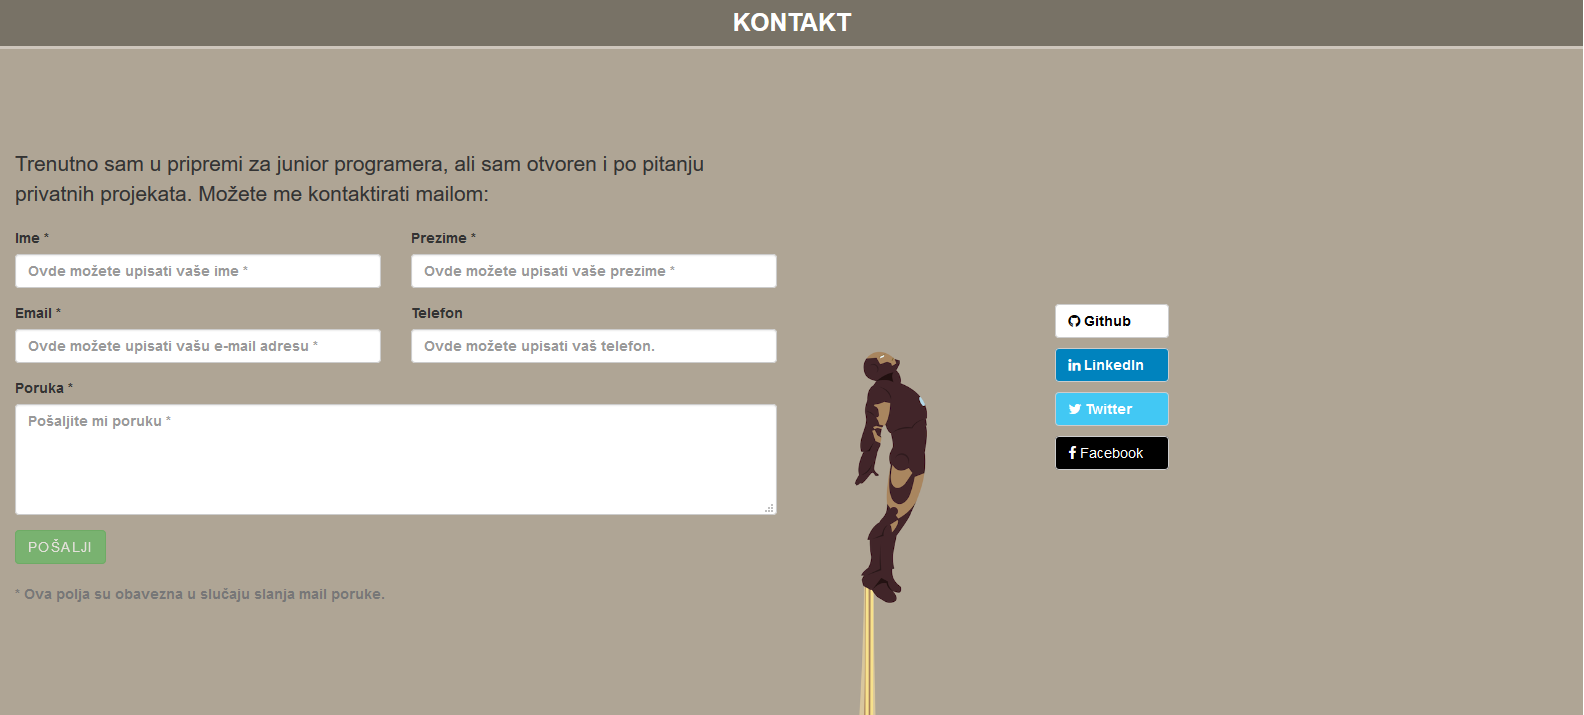 KONTAKT
Trenutno sam u pripremi za junior programera, ali sam otvoren i po pitanju
privatnih projekata. Možete me kontaktirati mailom:
Ime *
Prezime *
Ovde možete upisati vaše ime *
Ovde možete upisati vaše prezime *
Email *
Telefon
Ovde možete upisati vašu e-mail adresu *
Ovde možete upisati vaš telefon.
Poruka *
Pošaljite mi poruku *
POŠALJI
* Ova polja su obavezna u slučaju slanja mail poruke.
Github
LinkedIn
Twitter
Facebook